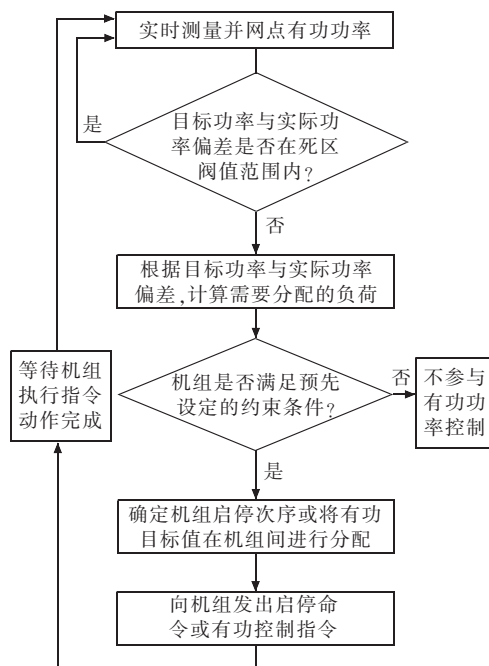 实时测量并网点有功功率
是
目标功率与实际功
率偏差是否在死区
阀值范围内?
否
根据目标功率与实际功率
偏差,计算需要分配的负荷
等待机组
执行指令
动作完成
机组是否满足预先
设定的约束条件?
否
不参与
有功功
率控制
是
确定机组启停次序或将有功
目标值在机组间进行分配
向机组发出启停命
令或有功控制指令